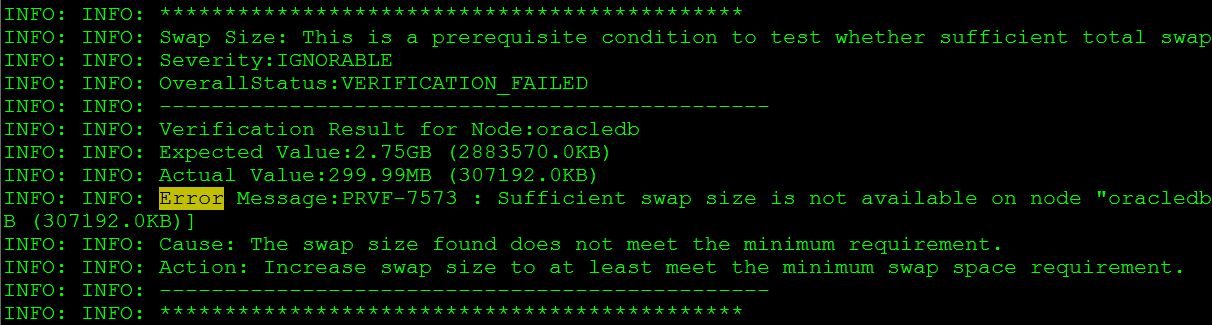 INFO: INFO: *********************************************
INFO: INFO: Swap Size: This is a prerequisite condition to test whether sufficient total swap
INFO: INFO: Severity:IGNORABLE
INFO: INFO: OverallStatus:VERIFICATION_FAILED
INFO: INFO: -----------------------------------------------
INFO: INFO: Verification Result for Node:oracledb
INFO: INFO: Expected Value:2.75GB (2883570.0KB)
INFO: INFO: Actual Value:299.99MB (307192.0KB)
INFO: INFO: Error Message:PRVF-7573 : Sufficient swap size is not available on node "oracledb
B (307192.0KB)]
INFO: INFO: Cause: The swap size found does not meet the minimum requirement.
INFO: INFO: Action: Increase swap size to at least meet the minimum swap space requirement.
INFO: INFO: -----------------------------------------------
INFO: INFO: *********************************************